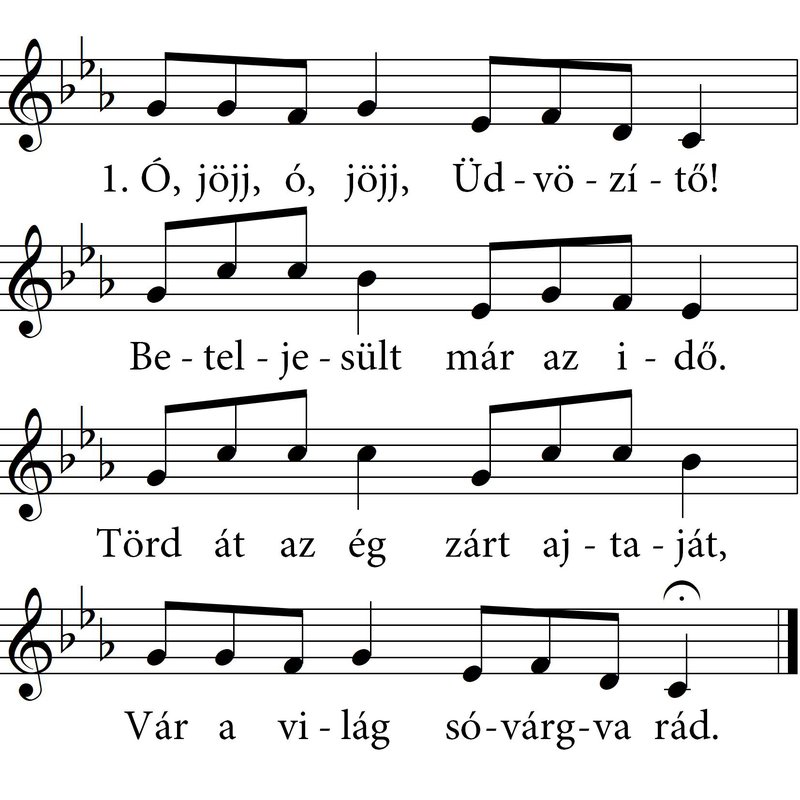 1. Ó, jöjj, ó, jöjj, Üd - vö - zí - tő!
Be - tel - je - sült már az i - dő.
Törd át az ég zárt aj - ta - ját,
Vár a vi - lág só - várg - va rád.